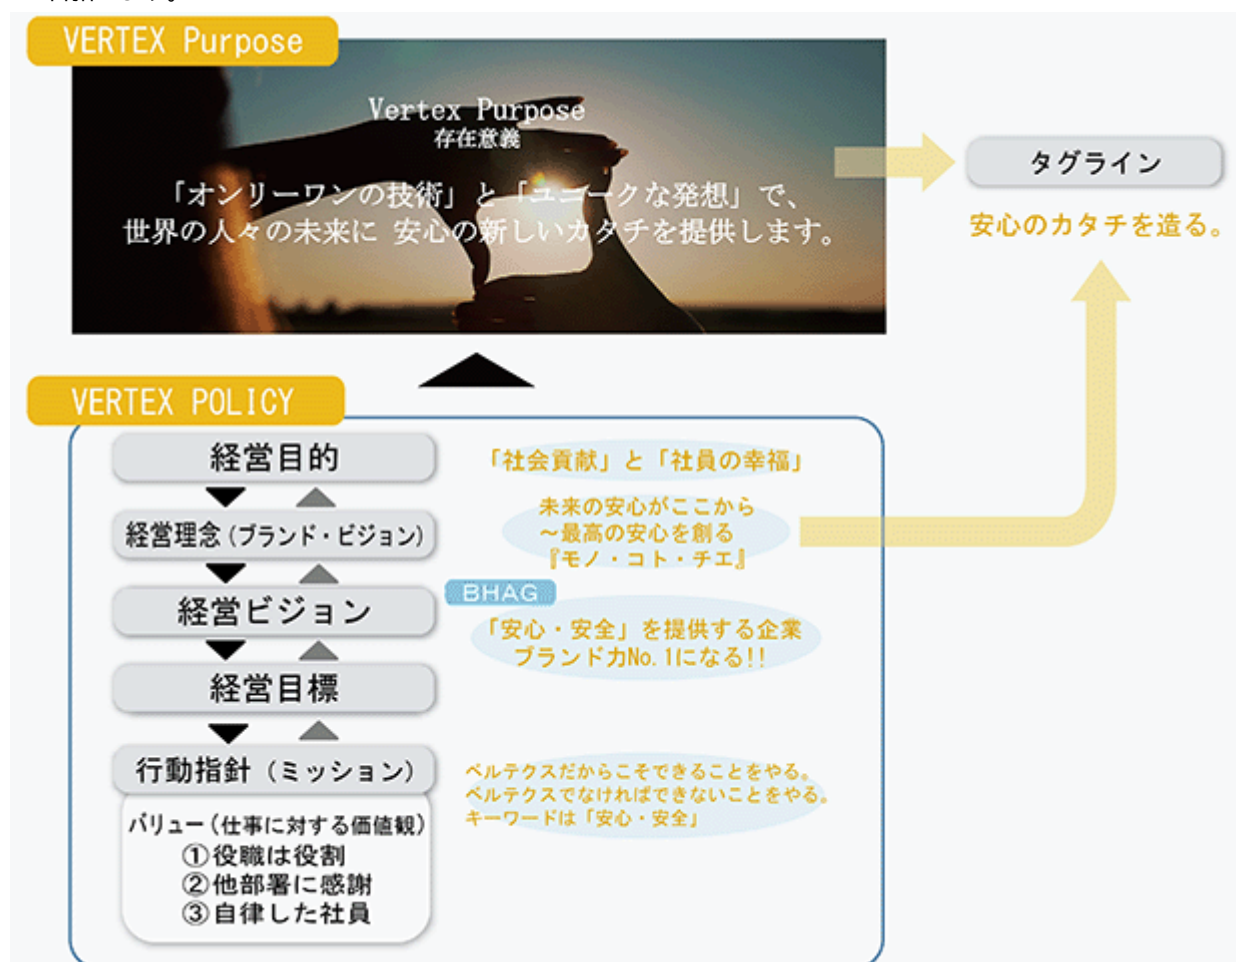 VERTEX Purpose
Vertex Purpose
存在意義
「オンリーワンの技術」と「ユニークな発想」で、
世界の人々の未来に 安心の新しいカタチを提供します。
タグライン
安心のカタチを造る。
VERTEX POLICY
経営目的
「社会貢献」と「社員の幸福」
経営理念(ブランド・ビジョン)
未来の安心がここから
～最高の安心を創る
『モノ・コト・チエ』
経営ビジョン
BHAG
「安心・安全」を提供する企業
ブランド力No.1になる!!
経営目標
行動指針(ミッション)
ベルテクスだからこそできることをやる。
ベルテクスでなければできないことをやる。
キーワードは「安心・安全」
バリュー(仕事に対する価値観)
①役職は役割
②他部署に感謝
③自律した社員